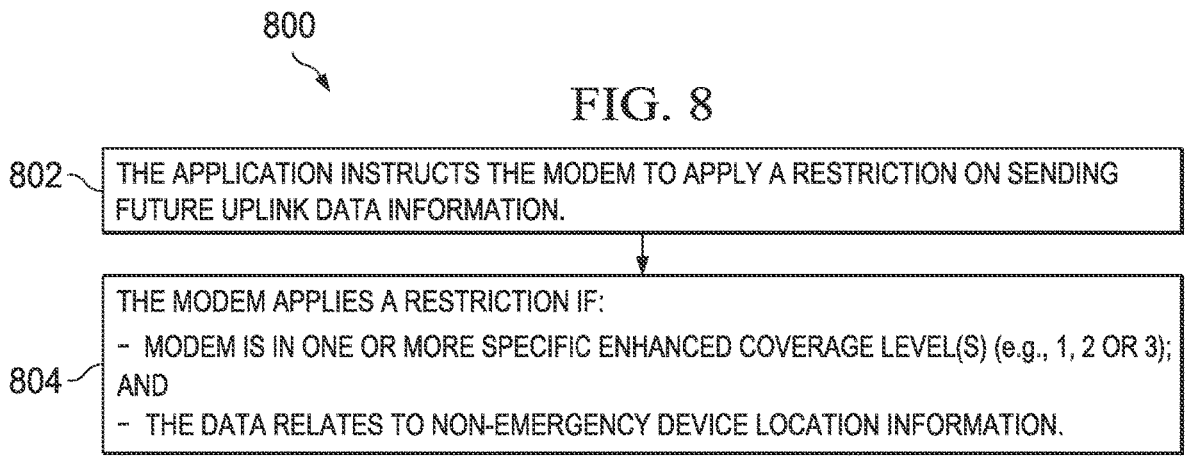 800
FIG. 8
802
THE APPLICATION INSTRUCTS THE MODEM TO APPLY A RESTRICTION ON SENDING
FUTURE UPLINK DATA INFORMATION.
804
THE MODEM APPLIES A RESTRICTION IF:
- MODEM IS IN ONE OR MORE SPECIFIC ENHANCED COVERAGE LEVEL(S) (e.g., 1, 2 OR 3);
AND
- THE DATA RELATES TO NON-EMERGENCY DEVICE LOCATION INFORMATION.